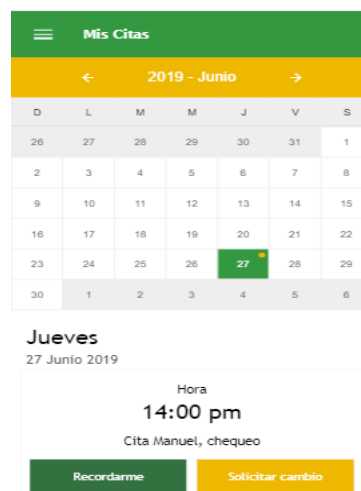 Mis Citas
2019 - Junio
D L M M J V S
26 27 28 29 30 31 1
2 3 4 5 6 7 8
9 10 11 12 13 14 15
16 17 18 19 20 21 22
23 24 25 26 27 28 29
30 1 2 3 4 5 6
Jueves
27 Junio 2019
Hora
14:00 pm
Cita Manuel, chequeo
Recordarme Solicitar cambio